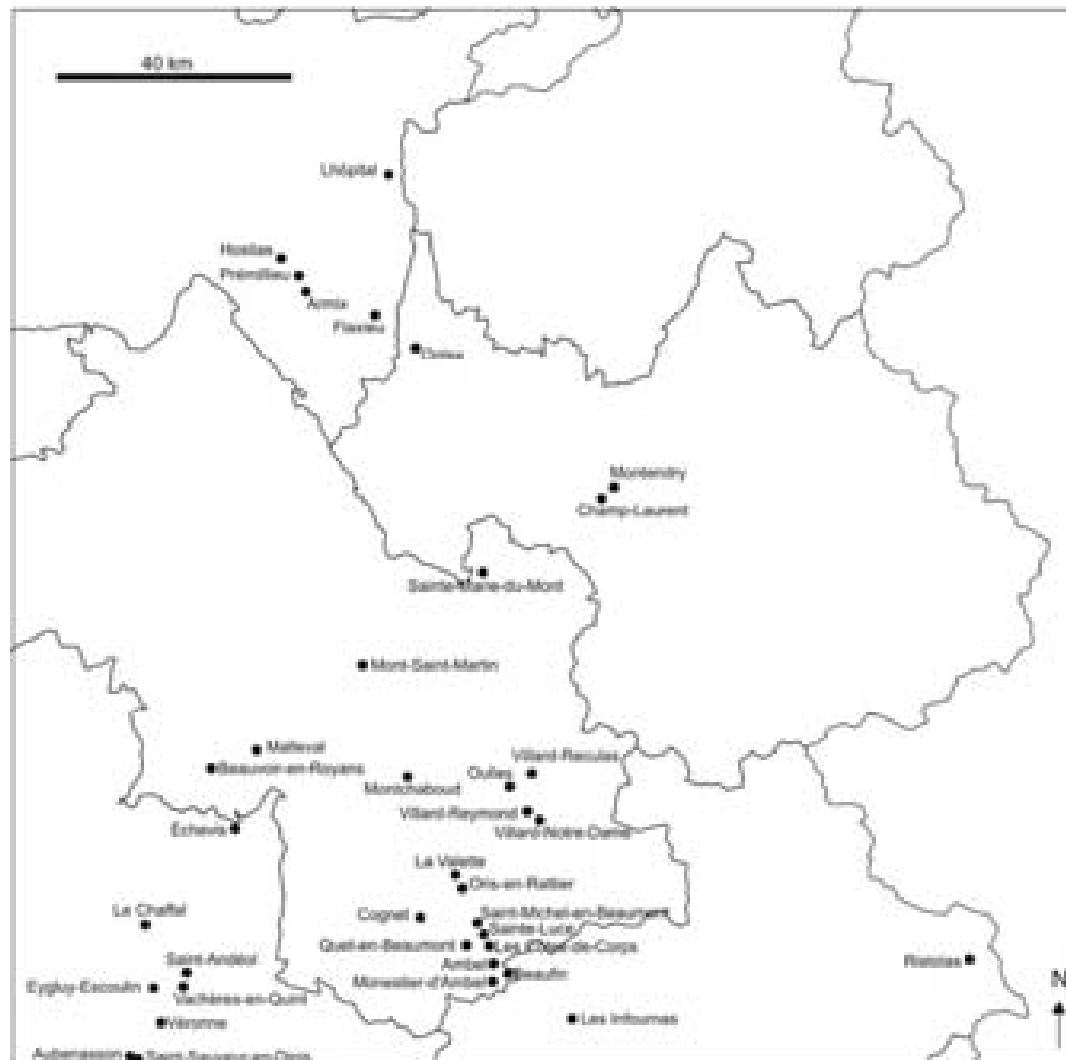 40 km
Lhôpital
Hostias
Prémillieu
Armix
Flaxieu
Montendry
Champ-Laurent
Sainte-Marie-du-Mont
Mont-Saint-Martin
Malleval
Beauvoir-en-Royans
Villard-Reculas
Oulles
Montchaboud
Villard-Reymond
Villard-Notre-Dame
Échevis
La Valette
Oris-en-Rattier
Le Chaffal
Cognet
Saint-Michel-en-Beaumont
Sainte-Luce
Quet-en-Beaumont
Les Côtes-de-Corps
Ambel
Beaufin
Saint-Andéol
Ristolas
Monestier-d'Ambel
Eygluy-Escoulin
Vachères-en-Quint
N
Véronne
Les Infournas
Aubenasson
Saint-Sauveur-en-Diois